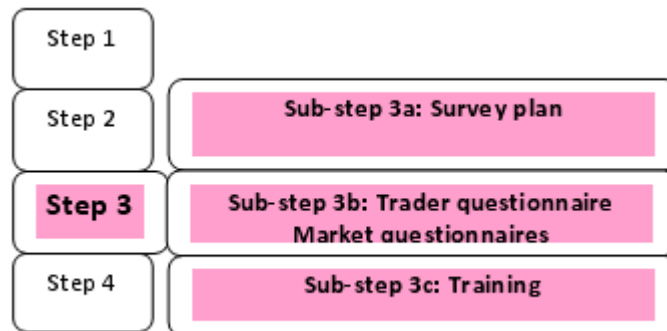 Step 1
Step 2
Sub-step 3a: Survey plan
Step 3
Sub-step 3b: Trader questionnaire
Market questionnaires
Step 4
Sub-step 3c: Training